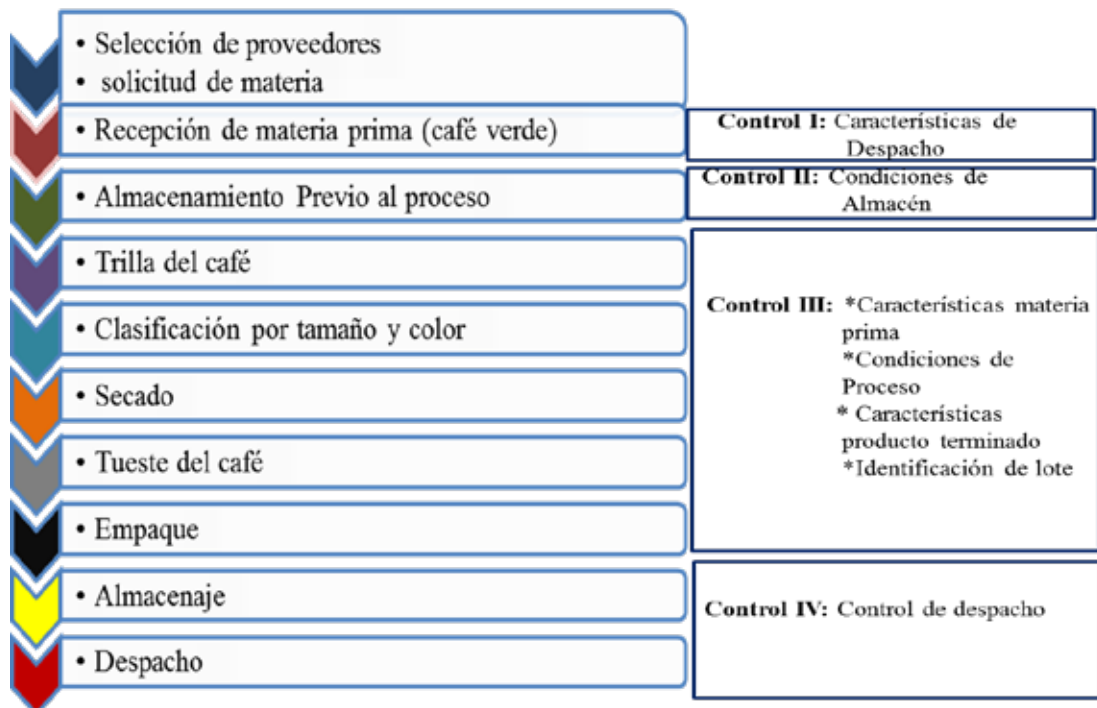 • Selección de proveedores
• solicitud de materia
• Recepción de materia prima (café verde)
Control I: Características de
Despacho
• Almacenamiento Previo al proceso
Control II: Condiciones de
Almacén
• Trilla del café
• Clasificación por tamaño y color
• Secado
• Tueste del café
• Empaque
Control III: *Características materia
prima
*Condiciones de
Proceso
* Características
producto terminado
*Identificación de lote
• Almacenaje
• Despacho
Control IV: Control de despacho